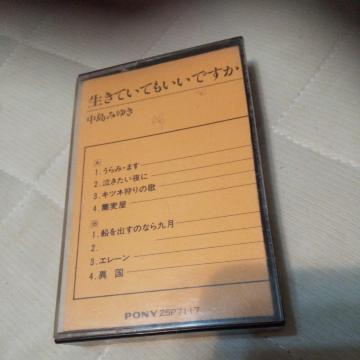 生きていてもいいですか
中島みゆき
A
1.うらみ・ます
2.泣きたい夜に
3.キツネ狩りの歌
4.蕎麦屋
B
1.船を出すのなら九月
2.
3.エレーン
4.異国
PONY 25P7117